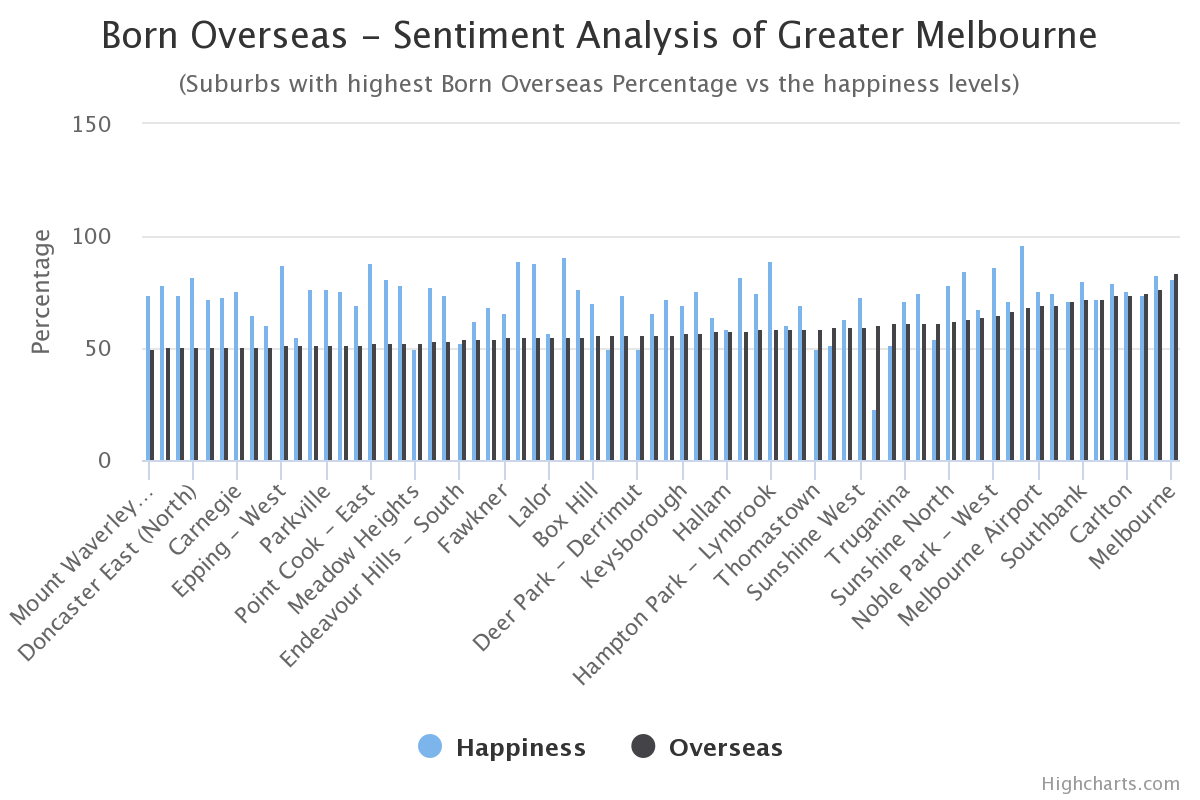 Born Overseas - Sentiment Analysis of Greater Melbourne
(Suburbs with highest Born Overseas Percentage vs the happiness levels)
Percentage
150
100
50
0
Mount Waverley...
Doncaster East (North)
Carnegie
Epping - West
Parkville
Point Cook - East
Meadow Heights
Endeavour Hills - South
Fawkner
Lalor
Box Hill
Deer Park - Derrimut
Keysborough
Hallam
Hampton Park - Lynbrook
Thomastown
Sunshine West
Truganina
Sunshine North
Noble Park - West
Melbourne Airport
Southbank
Carlton
Melbourne
Happiness
Overseas
Highcharts.com